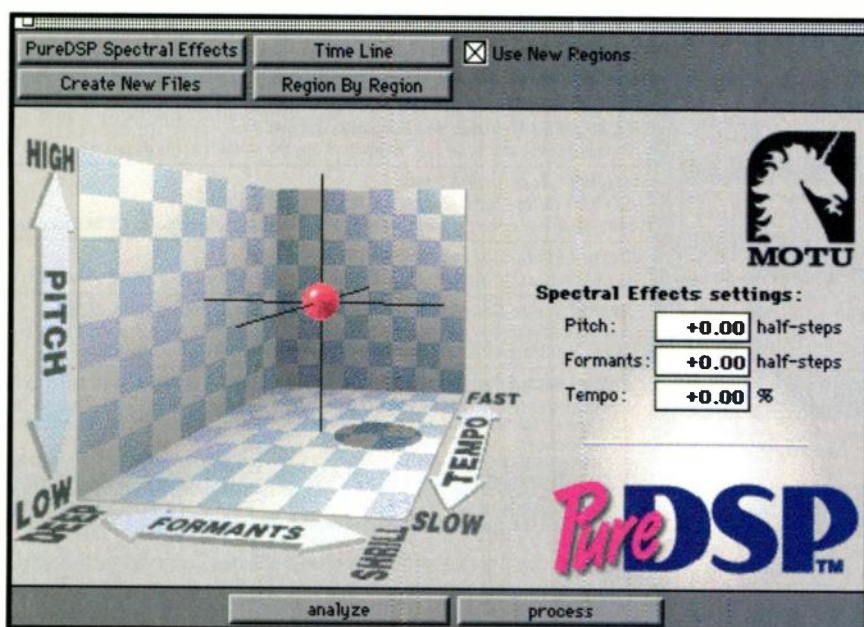 PureDSP Spectral Effects
Time Line
Use New Regions
Create New Files
Region By Region
HIGH
PITCH
LOW
DEEP
FORMANTS
SHRILL
FAST
TEMPO
SLOW
MOTU
Spectral Effects settings:
Pitch: +0.00 half-steps
Formants: +0.00 half-steps
Tempo: +0.00 %
PureDSP™
analyze
process